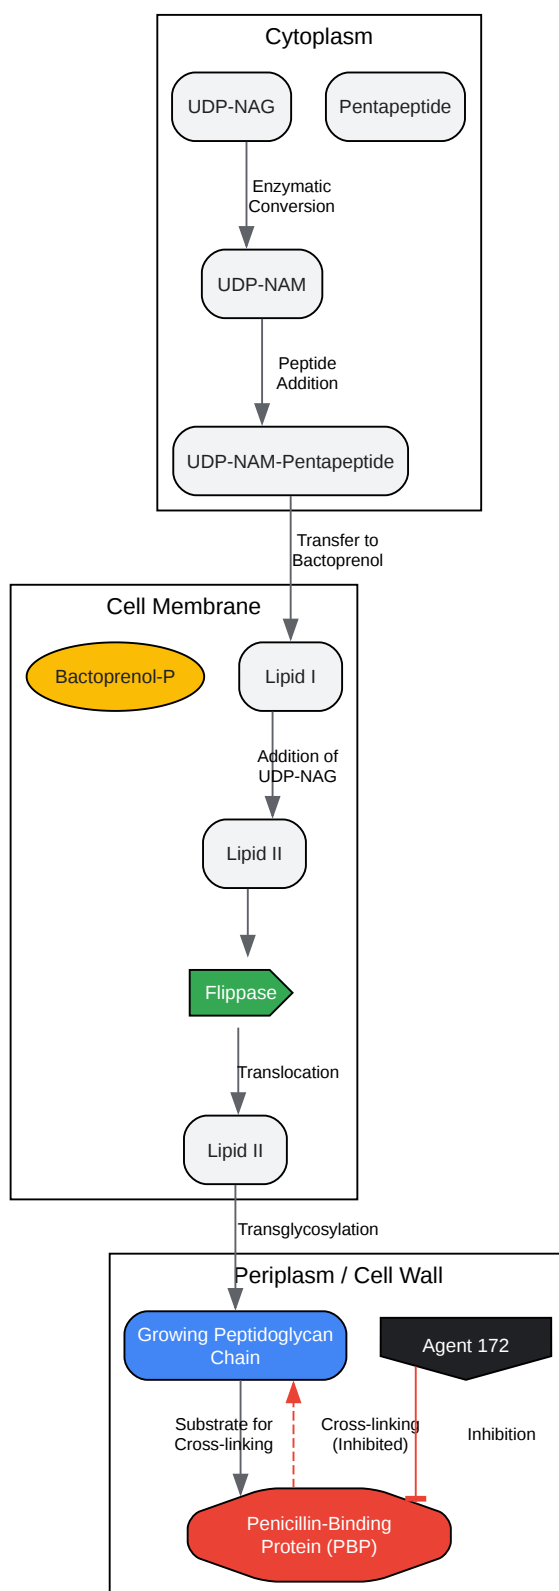 Cytoplasm
UDP-NAG
Pentapeptide
Enzymatic
Conversion
UDP-NAM
Peptide
Addition
UDP-NAM-Pentapeptide
Transfer to
Bactoprenol
Cell Membrane
Bactoprenol-P
Lipid I
Addition of
UDP-NAG
Lipid II
Flippase
Translocation
Lipid II
Transglycosylation
Periplasm / Cell Wall
Growing Peptidoglycan
Chain
Agent 172
Substrate for
Cross-linking
Cross-linking
(Inhibited)
Inhibition
Penicillin-Binding
Protein (PBP)